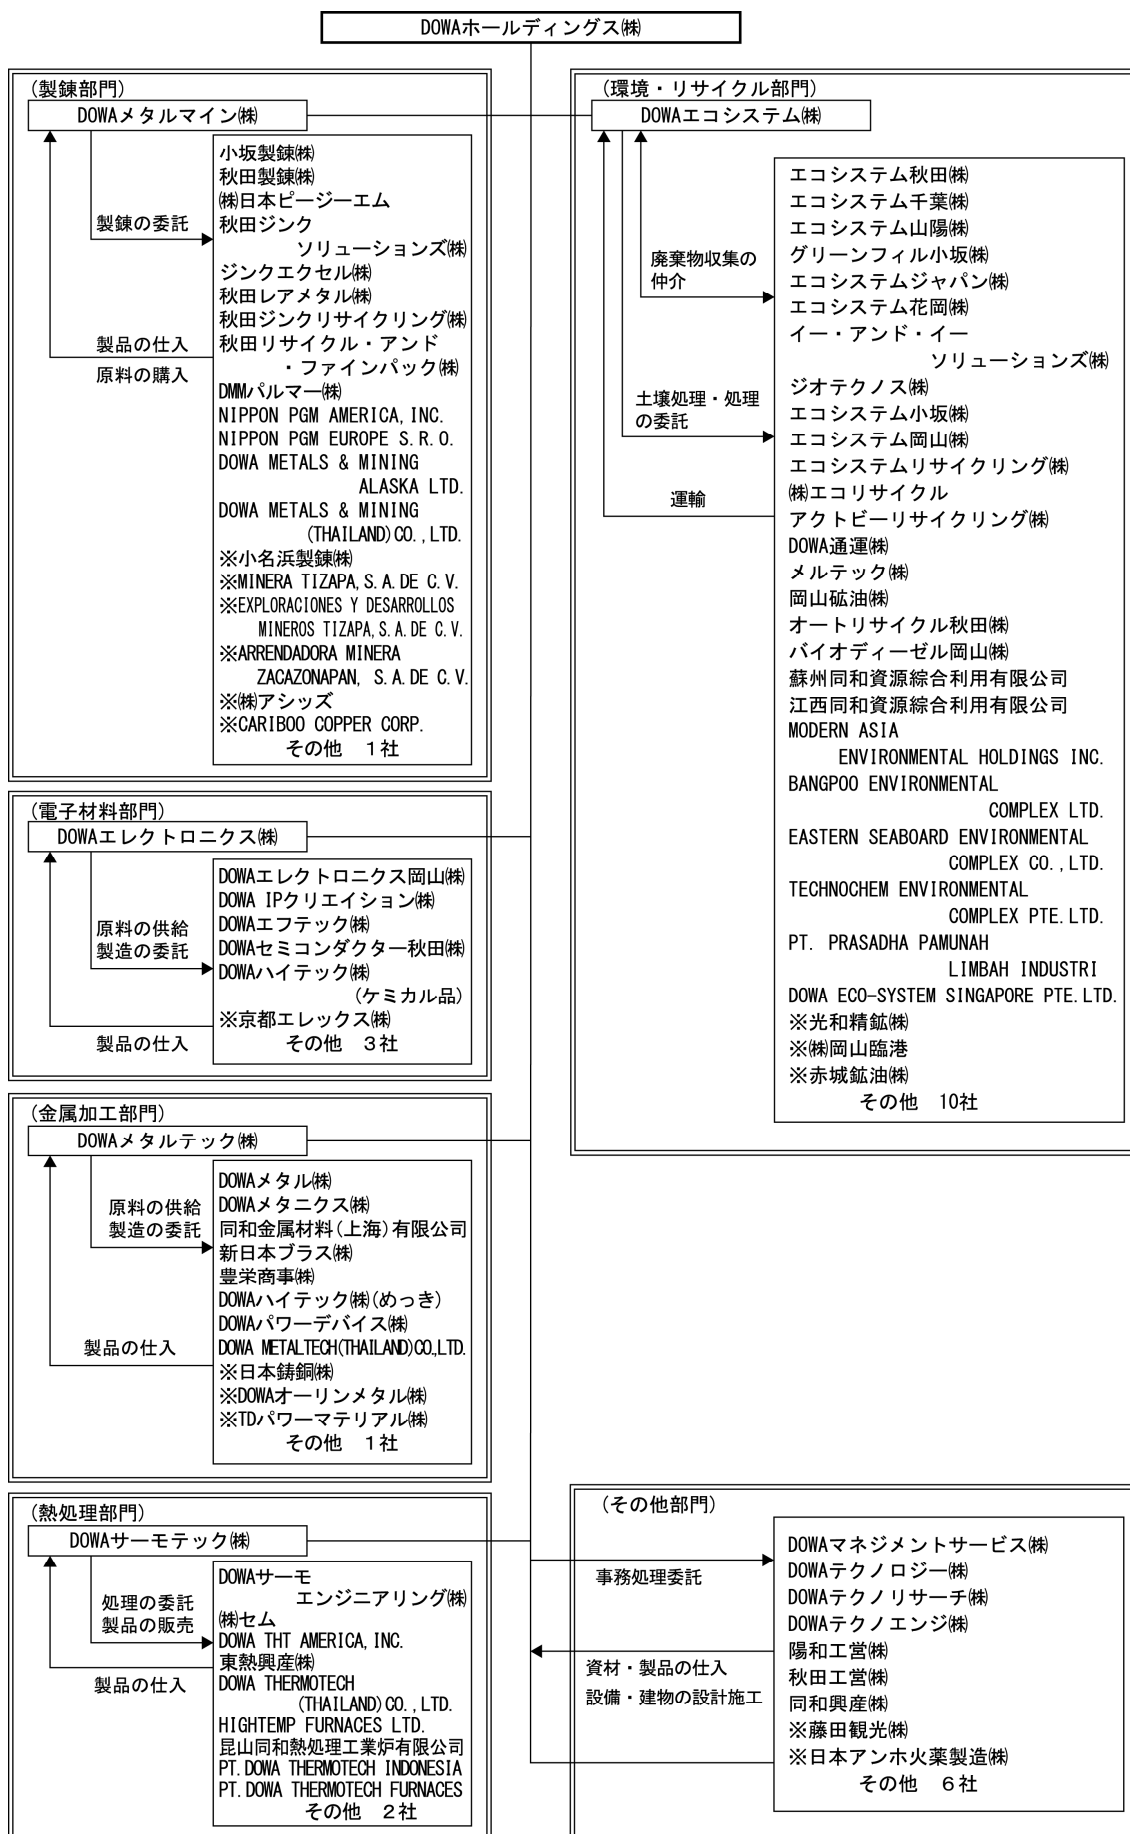 DOWAホールディングス㈱
(製錬部門)
DOWAメタルマイン㈱
製錬の委託
製品の仕入
原料の購入
小坂製錬㈱
秋田製錬㈱
㈱日本ピージーエム
秋田ジンク
ソリューションズ㈱
ジンクエクセル㈱
秋田レアメタル㈱
秋田ジンクリサイクリング㈱
秋田リサイクル・アンド
・ファインパック㈱
DMMパルマー㈱
NIPPON PGM AMERICA, INC.
NIPPON PGM EUROPE S.R.O.
DOWA METALS & MINING
ALASKA LTD.
DOWA METALS & MINING
(THAILAND)CO.,LTD.
※小名浜製錬㈱
※MINERA TIZAPA,S.A.DE C.V.
※EXPLORACIONES Y DESARROLLOS
MINEROS TIZAPA,S.A.DE C.V.
※ARRENDADORA MINERA
ZACAZONAPAN, S.A.DE C.V.
※㈱アシッズ
※CARIBOO COPPER CORP.
その他　1社
(電子材料部門)
DOWAエレクトロニクス㈱
原料の供給
製造の委託
製品の仕入
DOWAエレクトロニクス岡山㈱
DOWA IPクリエイション㈱
DOWAエフテック㈱
DOWAセミコンダクター秋田㈱
DOWAハイテック㈱
(ケミカル品)
※京都エレックス㈱
その他　3社
(金属加工部門)
DOWAメタルテック㈱
原料の供給
製造の委託
製品の仕入
DOWAメタル㈱
DOWAメタニクス㈱
同和金属材料(上海)有限公司
新日本ブラス㈱
豊栄商事㈱
DOWAハイテック㈱(めっき)
DOWAパワーデバイス㈱
DOWA METALTECH(THAILAND)CO.,LTD.
※日本鋳銅㈱
※DOWAオーリンメタル㈱
※TDパワーマテリアル㈱
その他　1社
(熱処理部門)
DOWAサーモテック㈱
処理の委託
製品の販売
製品の仕入
DOWAサーモ
エンジニアリング㈱
㈱セム
DOWA THT AMERICA,INC.
東熱興産㈱
DOWA THERMOTECH
(THAILAND)CO.,LTD.
HIGHTEMP FURNACES LTD.
昆山同和熱処理工業炉有限公司
PT.DOWA THERMOTECH INDONESIA
PT.DOWA THERMOTECH FURNACES
その他　2社
(環境・リサイクル部門)
DOWAエコシステム㈱
廃棄物収集の
仲介
土壌処理・処理
の委託
運輸
エコシステム秋田㈱
エコシステム千葉㈱
エコシステム山陽㈱
グリーンフィル小坂㈱
エコシステムジャパン㈱
エコシステム花岡㈱
イー・アンド・イー
ソリューションズ㈱
ジオテクノス㈱
エコシステム小坂㈱
エコシステム岡山㈱
エコシステムリサイクリング㈱
㈱エコリサイクル
アクトビーリサイクリング㈱
DOWA通運㈱
メルテック㈱
岡山砿油㈱
オートリサイクル秋田㈱
バイオディーゼル岡山㈱
蘇州同和資源綜合利用有限公司
江西同和資源綜合利用有限公司
MODERN ASIA
ENVIRONMENTAL HOLDINGS INC.
BANGPOO ENVIRONMENTAL
COMPLEX LTD.
EASTERN SEABOARD ENVIRONMENTAL
COMPLEX CO.,LTD.
TECHNOCHEM ENVIRONMENTAL
COMPLEX PTE.LTD.
PT. PRASADHA PAMUNAH
LIMBAH INDUSTRI
DOWA ECO-SYSTEM SINGAPORE PTE.LTD.
※光和精鉱㈱
※㈱岡山臨港
※赤城鉱油㈱
その他　10社
(その他部門)
事務処理委託
資材・製品の仕入
設備・建物の設計施工
DOWAマネジメントサービス㈱
DOWAテクノロジー㈱
DOWAテクノリサーチ㈱
DOWAテクノエンジ㈱
陽和工営㈱
秋田工営㈱
同和興産㈱
※藤田観光㈱
※日本アンホ火薬製造㈱
その他　6社